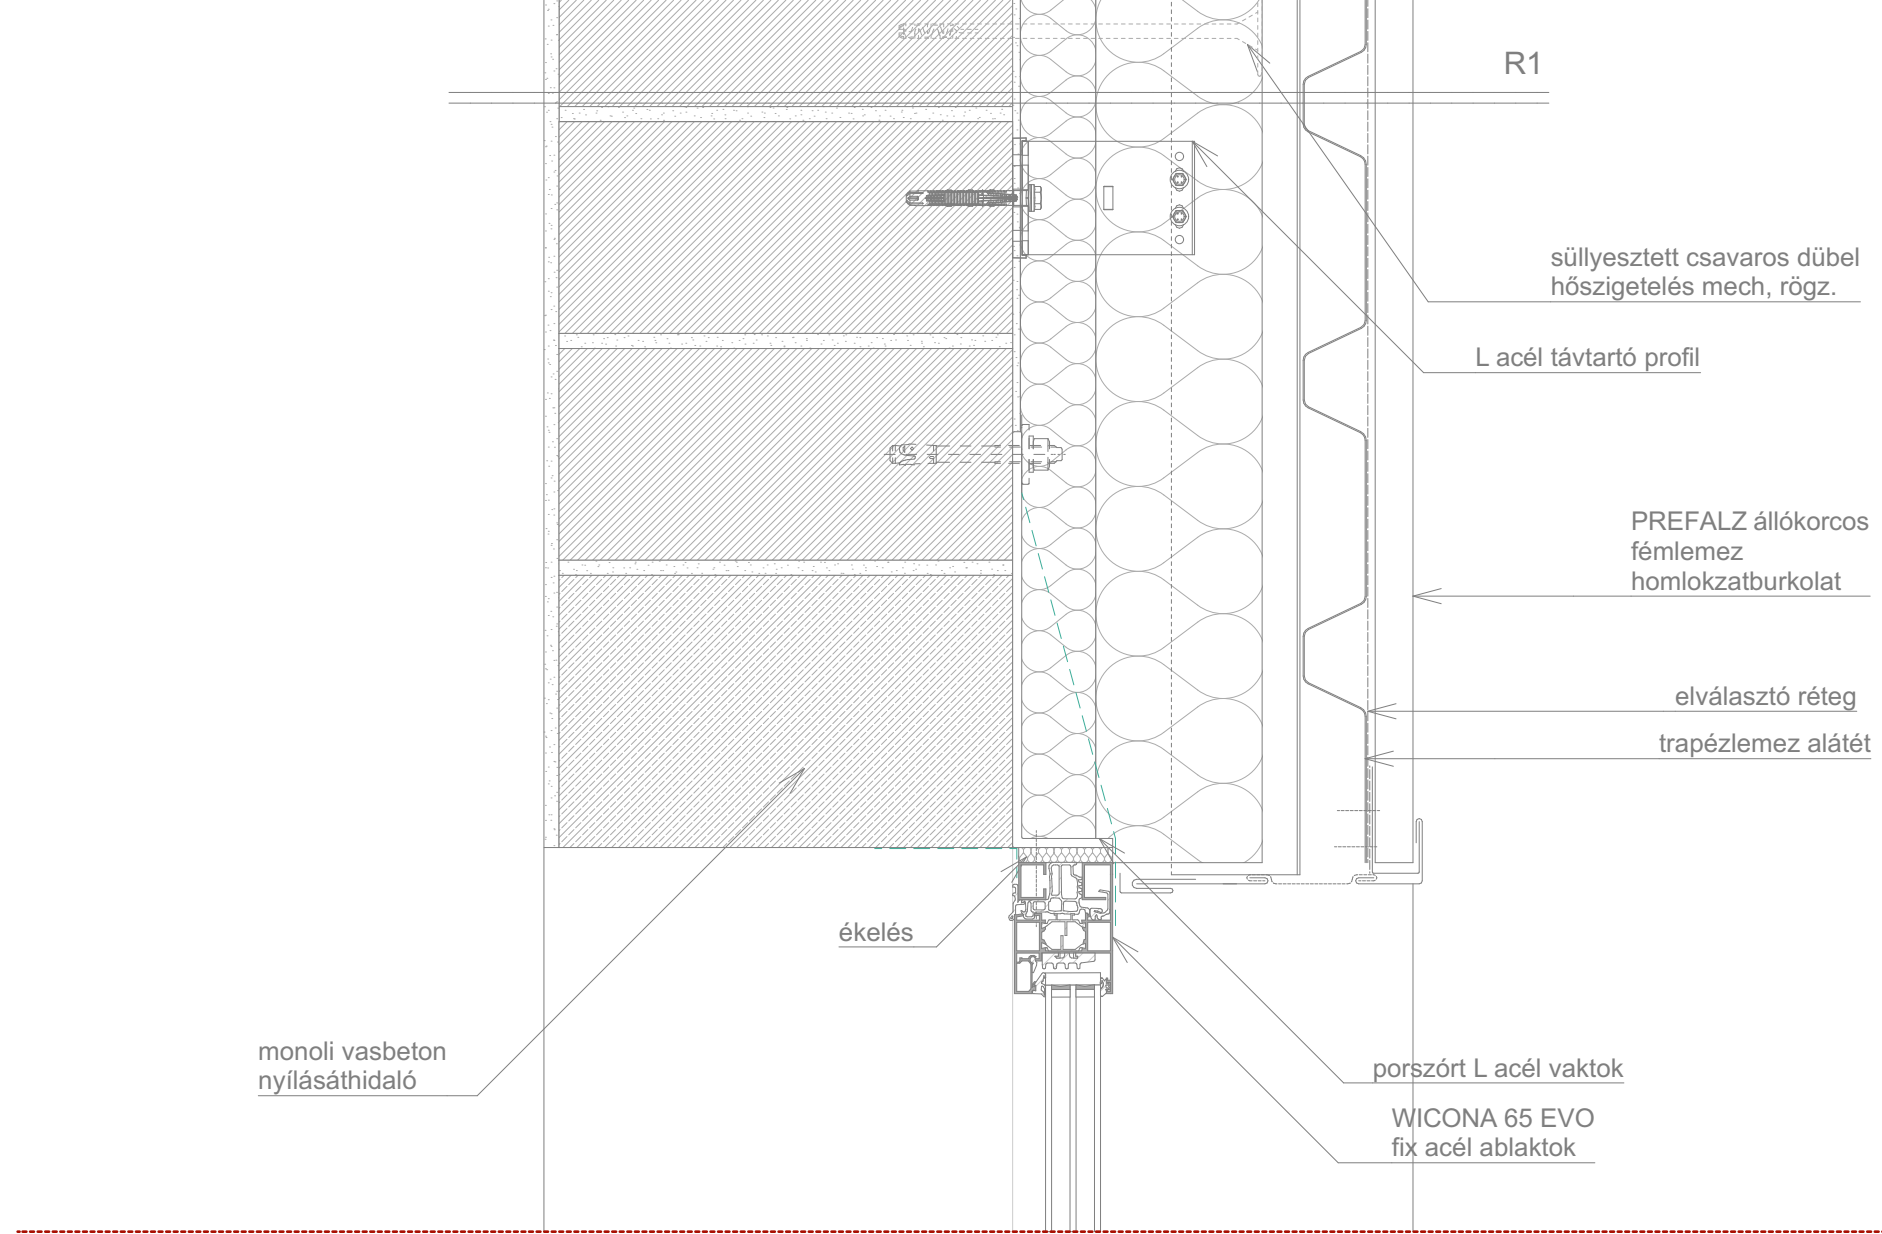 R1
süllyesztett csavaros dübel
hőszigetelés mech, rögz.
L acél távtartó profil
PREFALZ állókorcos
fémlemez
homlokzatburkolat
elválasztó réteg
trapézlemez alátét
ékelés
monoli vasbeton
nyílásáthidaló
porszórt L acél vaktok
WICONA 65 EVO
fix acél ablaktok